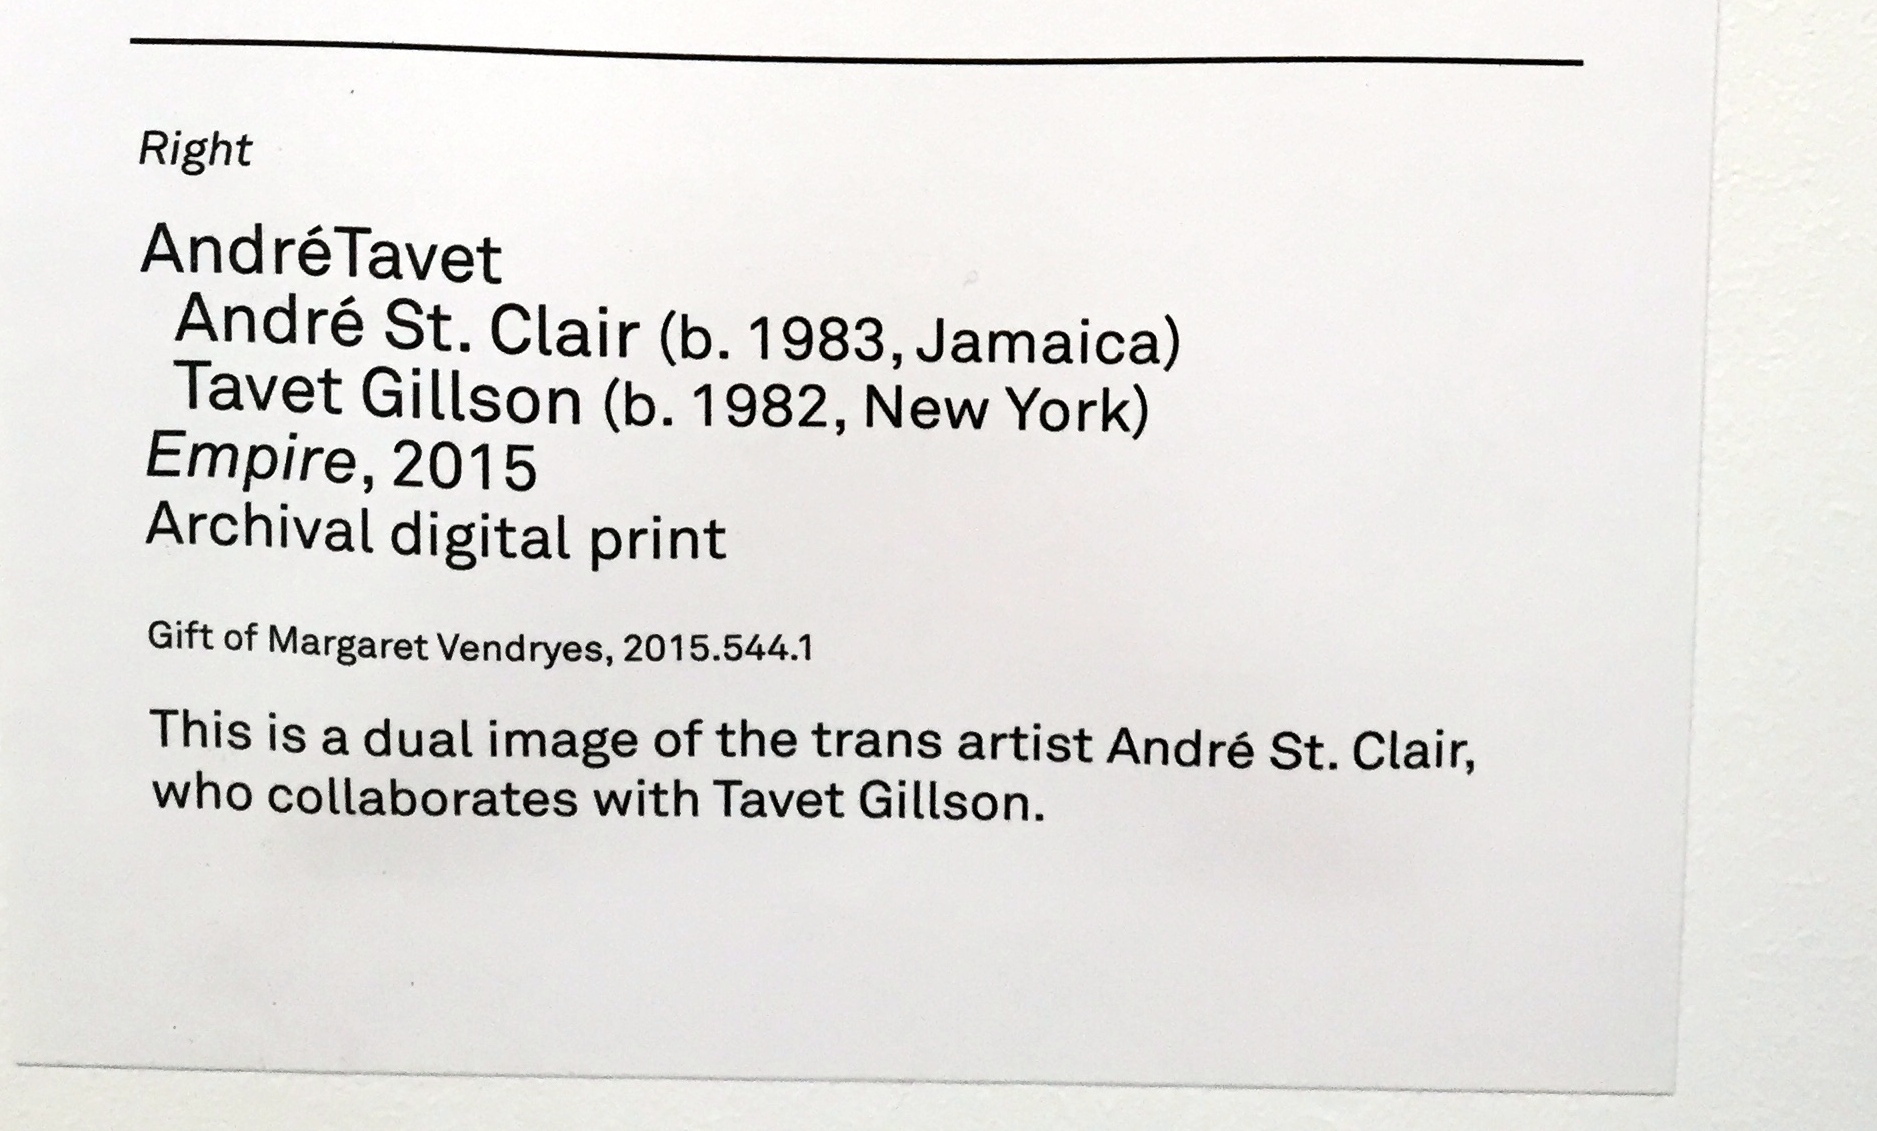 Right
AndréTavet
André St. Clair (b. 1983, Jamaica)
Tavet Gillson (b. 1982, New York)
Empire, 2015
Archival digital print
Gift of Margaret Vendryes, 2015.544.1
This is a dual image of the trans artist André St. Clair,
who collaborates with Tavet Gillson.